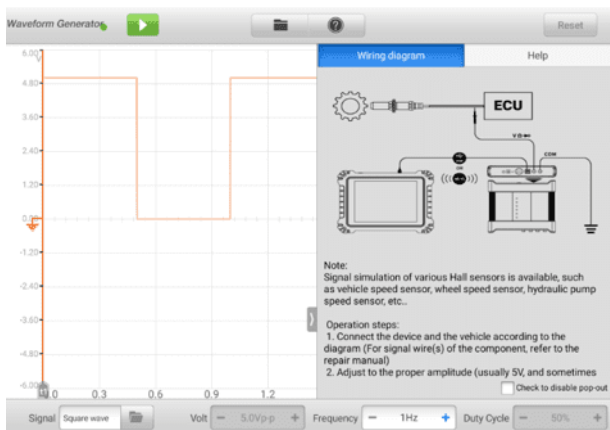 Waveform Generator
Reset
Wiring diagram
Help
6.00
V
4.80
3.60
2.40
1.20
0.00
-1.20
-2.40
-3.60
-4.80
-6.00
0.0 0.3 0.6 0.9 1.2
ECU
VΩ
COM
OR
Note:
Signal simulation of various Hall sensors is available, such
as vehicle speed sensor, wheel speed sensor, hydraulic pump
speed sensor, etc..
Operation steps:
1. Connect the device and the vehicle according to the
diagram (For signal wire(s) of the component, refer to the
repair manual)
2. Adjust to the proper amplitude (usually 5V, and sometimes
Check to disable pop-out
Signal Square wave Volt − 5.0Vp-p + Frequency − 1Hz + Duty Cycle − 50% +